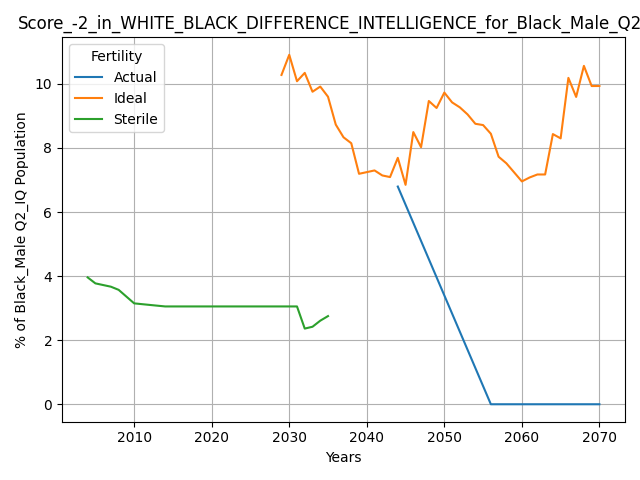 Score_-2_in_WHITE_BLACK_DIFFERENCE_INTELLIGENCE_for_Black_Male_Q2
Fertility
Actual
Ideal
Sterile
% of Black_Male Q2_IQ Population
10
8
6
4
2
0
2010 2020 2030 2040 2050 2060 2070
Years